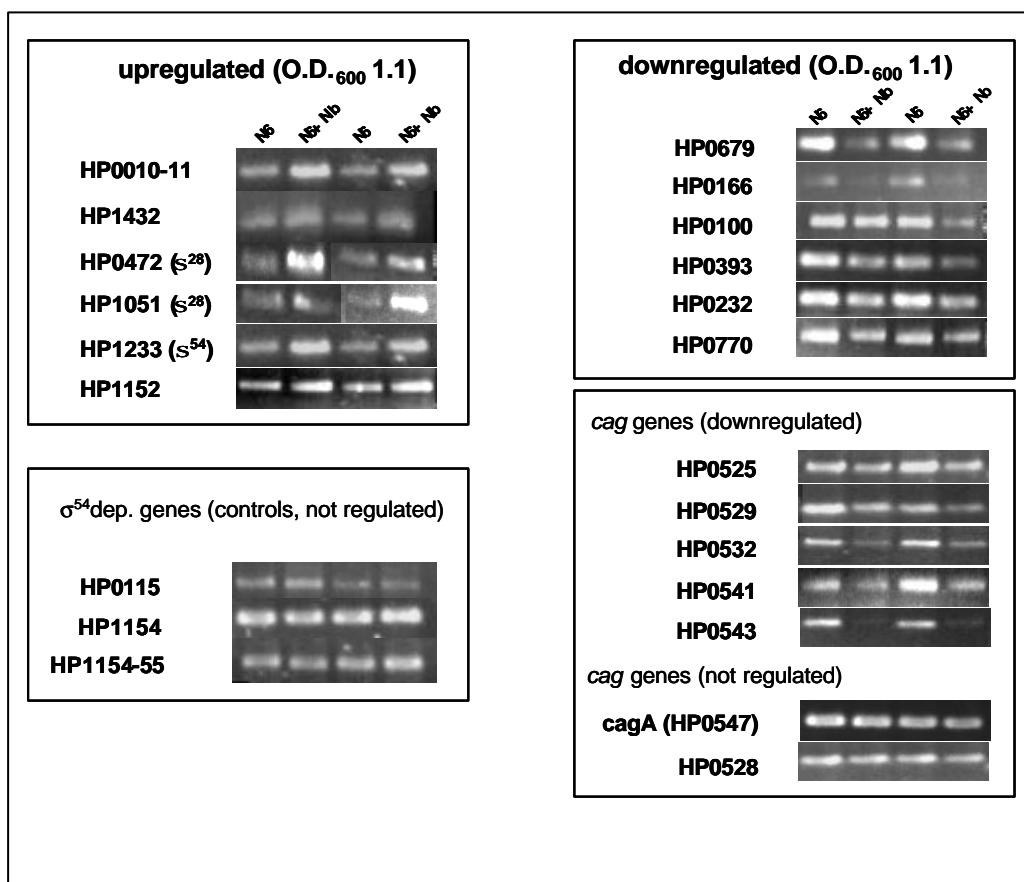 upregulated (O.D.600 1.1)
N6 N6+ Nb N6 N6+ Nb
HP0010-11
HP1432
HP0472 (s28)
HP1051 (s28)
HP1233 (s54)
HP1152
σ54dep. genes (controls, not regulated)
HP0115
HP1154
HP1154-55
downregulated (O.D.600 1.1)
N6 N6+ Nb N6 N6+ Nb
HP0679
HP0166
HP0100
HP0393
HP0232
HP0770
cag genes (downregulated)
HP0525
HP0529
HP0532
HP0541
HP0543
cag genes (not regulated)
cagA (HP0547)
HP0528